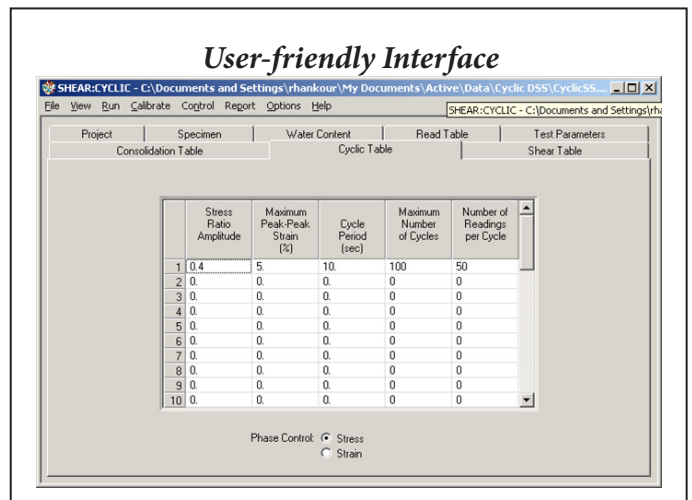 User-friendly Interface
SHEAR:CYCLIC - C:\Documents and Settings\rhankour\My Documents\Active\Data\Cyclic DSS\CyclicSS....
File View Run Calibrate Control Report Options Help
SHEAR:CYCLIC - C:\Documents and Settings\rh
Project Specimen Water Content Read Table Test Parameters
Consolidation Table Cyclic Table Shear Table
Stress Ratio Amplitude
Maximum Peak-Peak Strain (%)
Cycle Period (sec)
Maximum Number of Cycles
Number of Readings per Cycle
1 0.4 5. 10. 100 50
2 0. 0. 0. 0 0
3 0. 0. 0. 0 0
4 0. 0. 0. 0 0
5 0. 0. 0. 0 0
6 0. 0. 0. 0 0
7 0. 0. 0. 0 0
8 0. 0. 0. 0 0
9 0. 0. 0. 0 0
10 0. 0. 0. 0 0
Phase Control: Stress
Strain